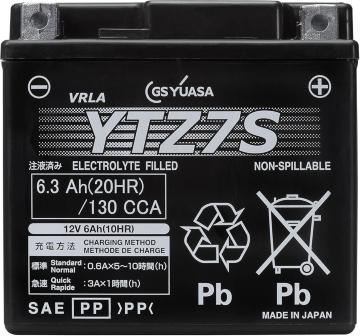 GS YUASA
VRLA
YTZ7S
注液済み ELECTROLYTE FILLED NON-SPILLABLE
6.3 Ah(20HR)
/130 CCA
12V 6Ah(10HR)
充電方法 CHARGING METHOD
METHODE DE CHARGE
標準 Standard Normal : 0.6A×5~10時間(h)
急速 Quick Rapide : 3A×1時間(h)
SAE PP >PP<
Pb Pb
MADE IN JAPAN